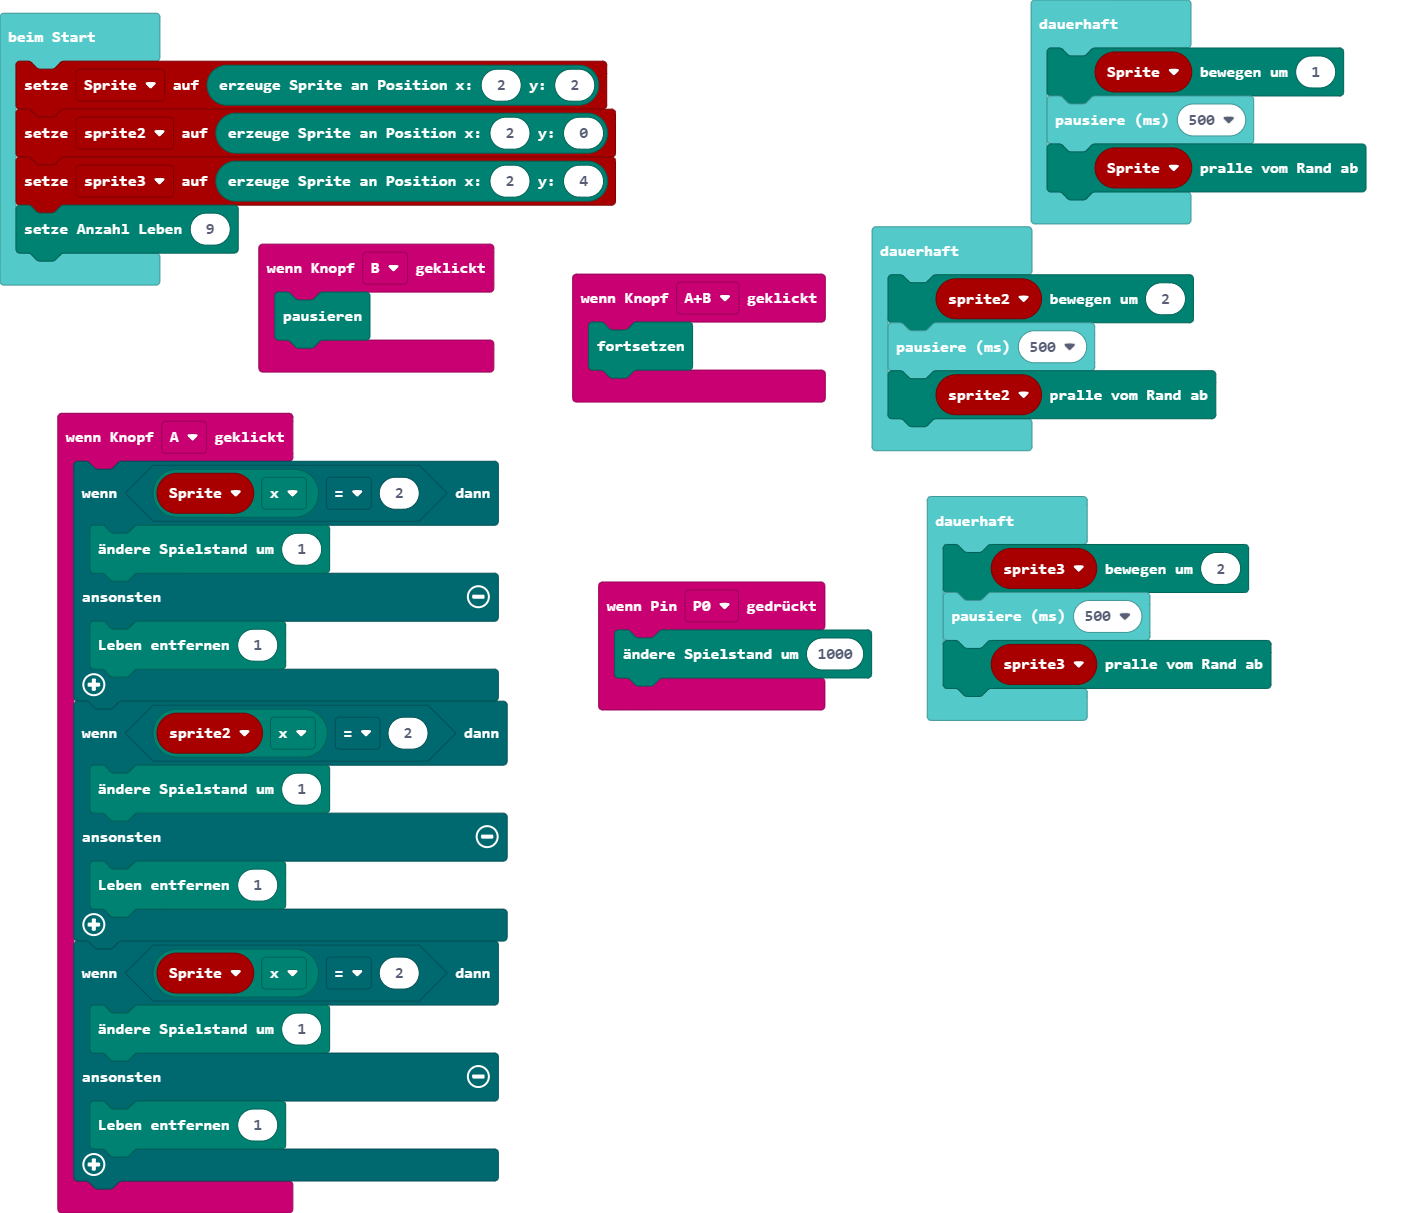 beim Start
setze Sprite auf erzeuge Sprite an Position x: 2 y: 2
setze sprite2 auf erzeuge Sprite an Position x: 2 y: 0
setze sprite3 auf erzeuge Sprite an Position x: 2 y: 4
setze Anzahl Leben 9
wenn Knopf B geklickt
pausieren
wenn Knopf A+B geklickt
fortsetzen
dauerhaft
Sprite bewegen um 1
pausiere (ms) 500
Sprite pralle vom Rand ab
dauerhaft
sprite2 bewegen um 2
pausiere (ms) 500
sprite2 pralle vom Rand ab
wenn Knopf A geklickt
wenn Sprite x = 2 dann
ändere Spielstand um 1
ansonsten
Leben entfernen 1
wenn sprite2 x = 2 dann
ändere Spielstand um 1
ansonsten
Leben entfernen 1
wenn Sprite x = 2 dann
ändere Spielstand um 1
ansonsten
Leben entfernen 1
wenn Pin P0 gedrückt
ändere Spielstand um 1000
dauerhaft
sprite3 bewegen um 2
pausiere (ms) 500
sprite3 pralle vom Rand ab